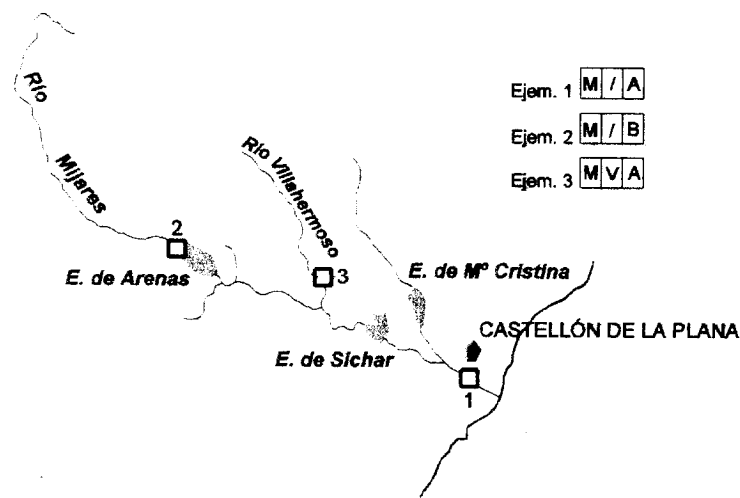 Ejem. 1 M / A
Ejem. 2 M / B
Ejem. 3 M V A
Río
Mijares
Río Villahermoso
2
E. de Arenas
3
E. de Mª Cristina
CASTELLÓN DE LA PLANA
E. de Sichar
1